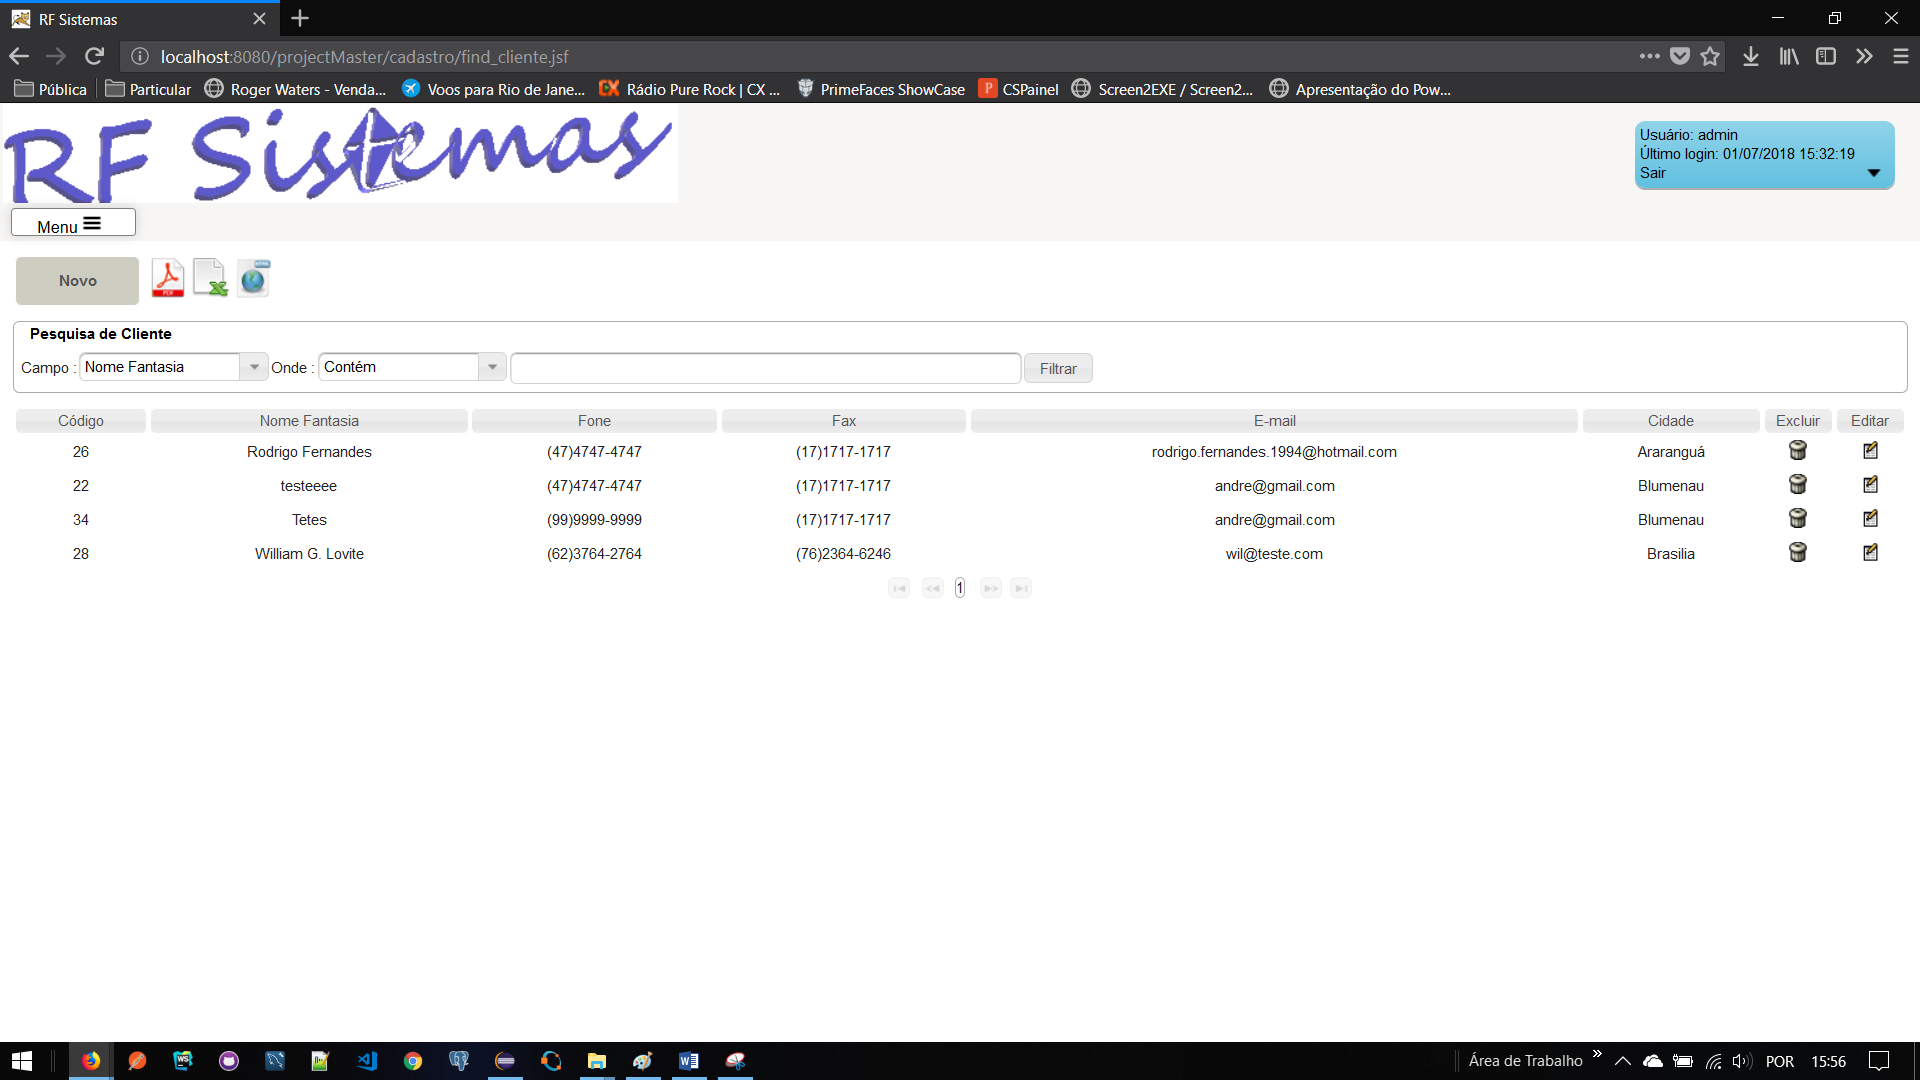 RF Sistemas
localhost:8080/projectMaster/cadastro/find_cliente.jsf
Pública Particular Roger Waters - Venda... Voos para Rio de Jane... CX Rádio Pure Rock | CX ... PrimeFaces ShowCase P CSPainel Screen2EXE / Screen2... Apresentação do Pow...
RF Sistemas
Usuário: admin
Último login: 01/07/2018 15:32:19
Sair
Menu
Novo PDF
Pesquisa de Cliente
Campo : Nome Fantasia Onde : Contém Filtrar
Código Nome Fantasia Fone Fax E-mail Cidade Excluir Editar
26 Rodrigo Fernandes (47)4747-4747 (17)1717-1717 rodrigo.fernandes.1994@hotmail.com Araranguá
22 testeeee (47)4747-4747 (17)1717-1717 andre@gmail.com Blumenau
34 Tetes (99)9999-9999 (17)1717-1717 andre@gmail.com Blumenau
28 William G. Lovite (62)3764-2764 (76)2364-6246 wil@teste.com Brasilia
1
WS Área de Trabalho POR 15:56